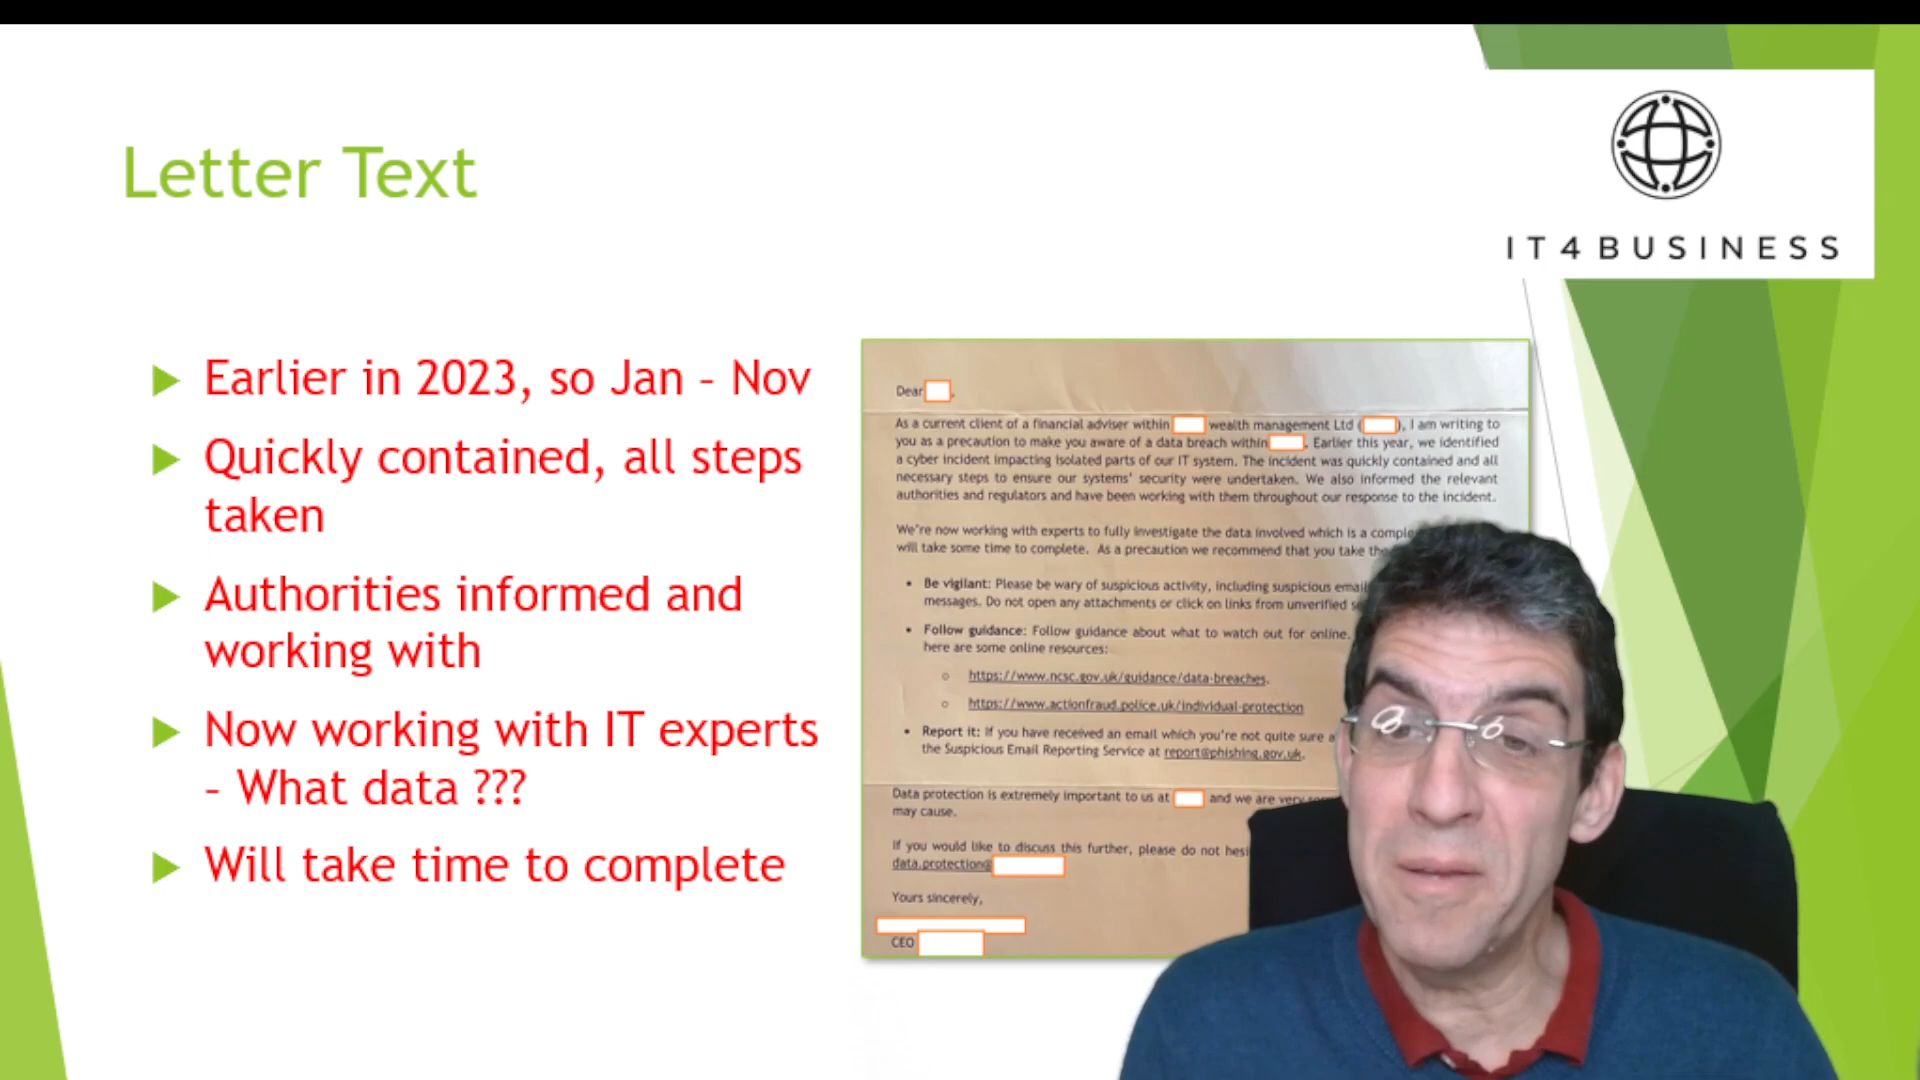 Letter Text
IT4BUSINESS
Earlier in 2023, so Jan – Nov
Quickly contained, all steps
taken
Authorities informed and
working with
Now working with IT experts
– What data ???
Will take time to complete
Dear ,
As a current client of a financial adviser within wealth management Ltd ( ), I am writing to
you as a precaution to make you aware of a data breach within . Earlier this year, we identified
a cyber incident impacting isolated parts of our IT system. The incident was quickly contained and all
necessary steps to ensure our systems' security were undertaken. We also informed the relevant
authorities and regulators and have been working with them throughout our response to the incident.
We're now working with experts to fully investigate the data involved which is a
will take some time to complete. As a precaution we recommend that you take
• Be vigilant: Please be wary of suspicious activity, including suspicious
messages. Do not open any attachments or click on links from unverified
• Follow guidance: Follow guidance about what to watch out for online.
here are some online resources:
https://www.ncsc.gov.uk/guidance/data-breaches.
https://www.actionfraud.police.uk/individual-protection
• Report it: If you have received an email which you're not quite sure
the Suspicious Email Reporting Service at report@phishing.gov.uk.
Data protection is extremely important to us at and we are very
may cause.
If you would like to discuss this further, please do not
data.protection@
Yours sincerely,
CEO